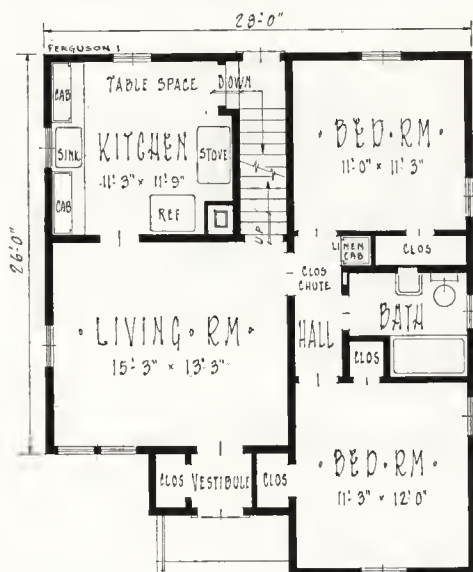 28'-0"
FERGUSON 1
26'-0"
CAB
TABLE SPACE
DOWN
SINK
KITCHEN
11'-3" × 11'-9"
STOVE
CAB
REF
UP
• BED • RM •
11'-0" × 11'-3"
LINEN
CAB
CLOS
CLOS
CHUTE
BATH
HALL
CLOS
• LIVING • RM •
15'-3" × 13'-3"
CLOS
VESTIBULE
CLOS
• BED • RM •
11'-3" × 12'-0"